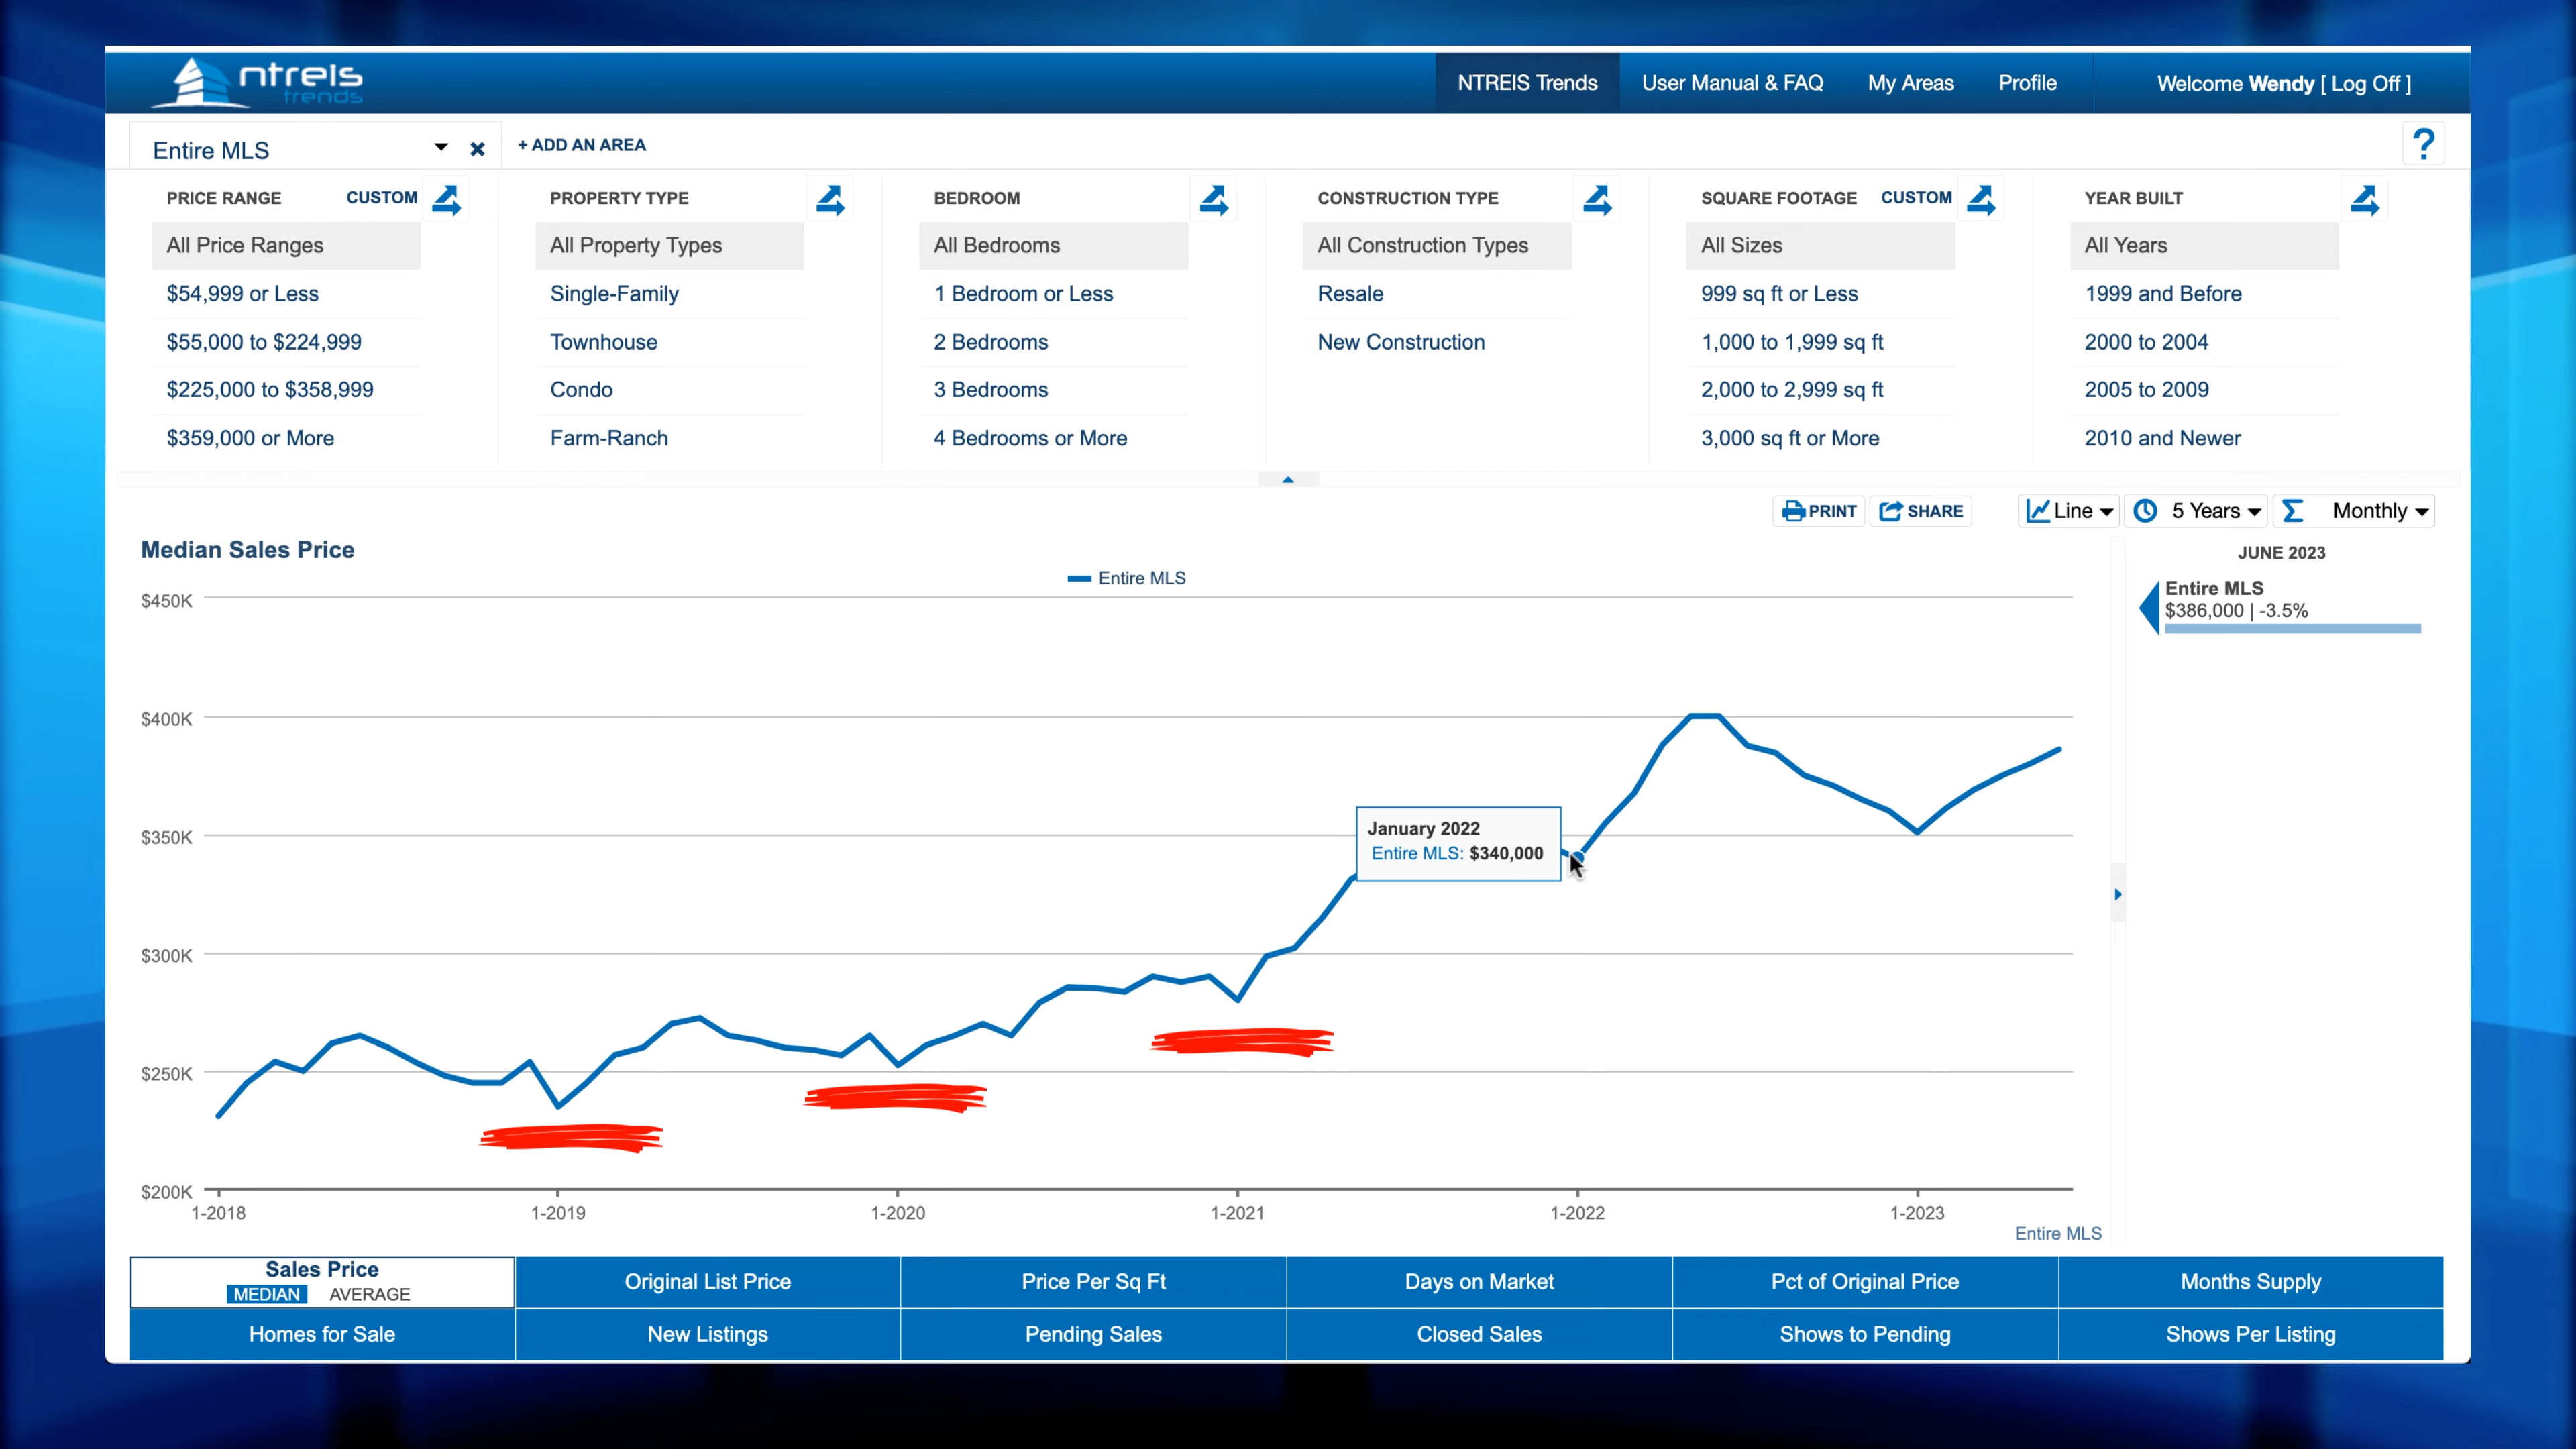 ntreis
trends
NTREIS Trends
User Manual & FAQ
My Areas
Profile
Welcome Wendy [ Log Off ]
Entire MLS
+ ADD AN AREA
?
PRICE RANGE CUSTOM
All Price Ranges
$54,999 or Less
$55,000 to $224,999
$225,000 to $358,999
$359,000 or More
PROPERTY TYPE
All Property Types
Single-Family
Townhouse
Condo
Farm-Ranch
BEDROOM
All Bedrooms
1 Bedroom or Less
2 Bedrooms
3 Bedrooms
4 Bedrooms or More
CONSTRUCTION TYPE
All Construction Types
Resale
New Construction
SQUARE FOOTAGE CUSTOM
All Sizes
999 sq ft or Less
1,000 to 1,999 sq ft
2,000 to 2,999 sq ft
3,000 sq ft or More
YEAR BUILT
All Years
1999 and Before
2000 to 2004
2005 to 2009
2010 and Newer
PRINT
SHARE
Line
5 Years
Σ Monthly
Median Sales Price
Entire MLS
JUNE 2023
Entire MLS
$386,000 | -3.5%
$450K
$400K
$350K
$300K
$250K
$200K
January 2022
Entire MLS: $340,000
1-2018
1-2019
1-2020
1-2021
1-2022
1-2023
Entire MLS
Sales Price
MEDIAN AVERAGE
Original List Price
Price Per Sq Ft
Days on Market
Pct of Original Price
Months Supply
Homes for Sale
New Listings
Pending Sales
Closed Sales
Shows to Pending
Shows Per Listing